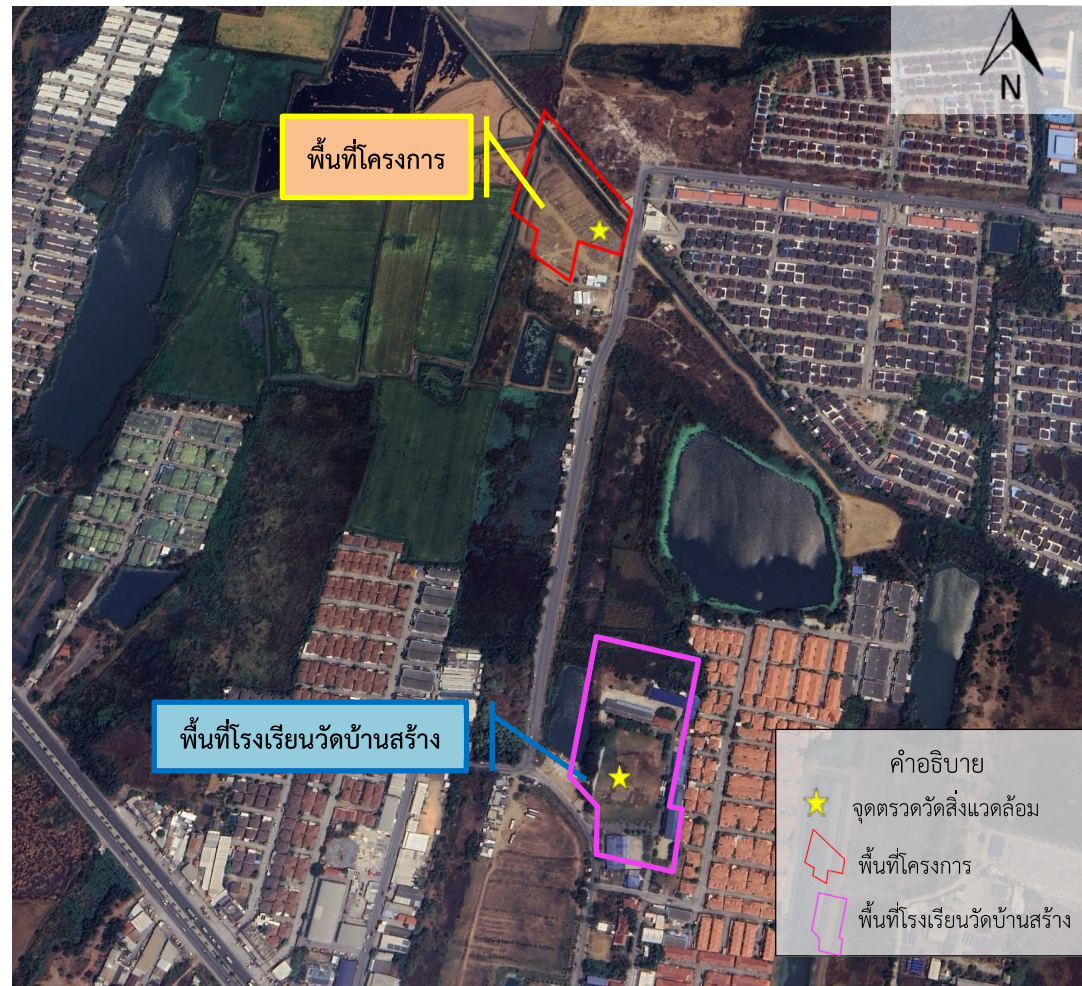 N
พื้นที่โครงการ
พื้นที่โรงเรียนวัดบ้านสร้าง
คำอธิบาย
จุดตรวดวัดสิ่งแวดล้อม
พื้นที่โครงการ
พื้นที่โรงเรียนวัดบ้านสร้าง